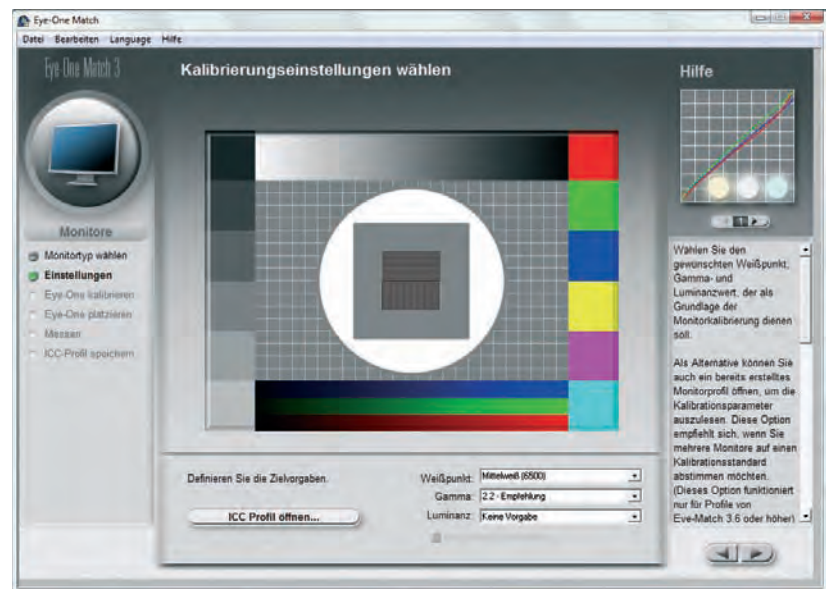 Eye-One Match
Datei Bearbeiten Language Hilfe
Eye-One Match 3
Kalibrierungseinstellungen wählen
Hilfe
Monitore
Monitortyp wählen
Einstellungen
Eye-One kalibrieren
Eye-One platzieren
Messen
ICC-Profil speichern
1
Wählen Sie den
gewünschten Weißpunkt,
Gamma- und
Luminanzwert, der als
Grundlage der
Monitorkalibrierung dienen
soll.
Als Alternative können Sie
auch ein bereits erstelltes
Monitorprofil öffnen, um die
Kalibrationsparameter
auszulesen. Diese Option
empfiehlt sich, wenn Sie
mehrere Monitore auf einen
Kalibrationsstandard
abstimmen möchten.
(Dieses Option funktioniert
nur für Profile von
Eye-Match 3.6 oder höher)
Definieren Sie die Zielvorgaben.
ICC Profil öffnen...
Weißpunkt: Mittelweiß (6500)
Gamma: 2.2 - Empfehlung
Luminanz: Keine Vorgabe